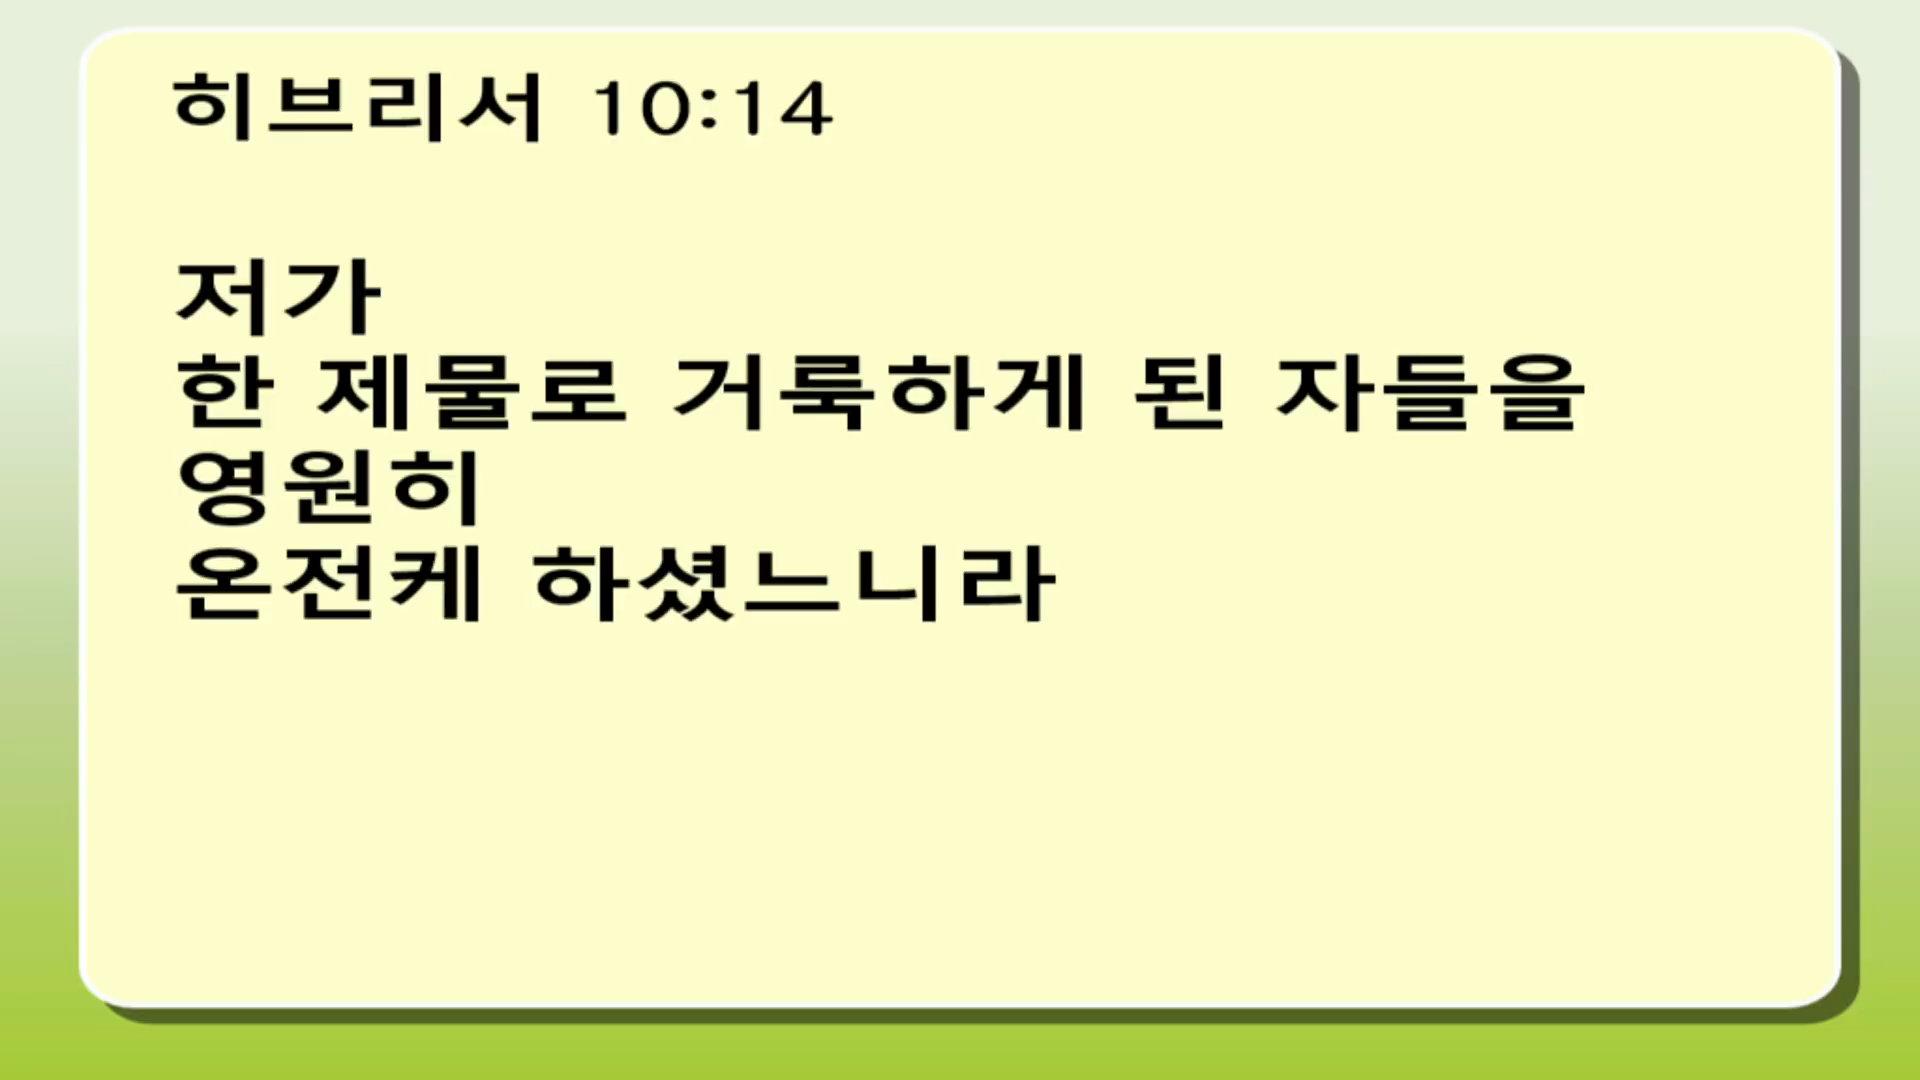 히브리서 10:14
저가
한 제물로 거룩하게 된 자들을
영원히
온전케 하셨느니라